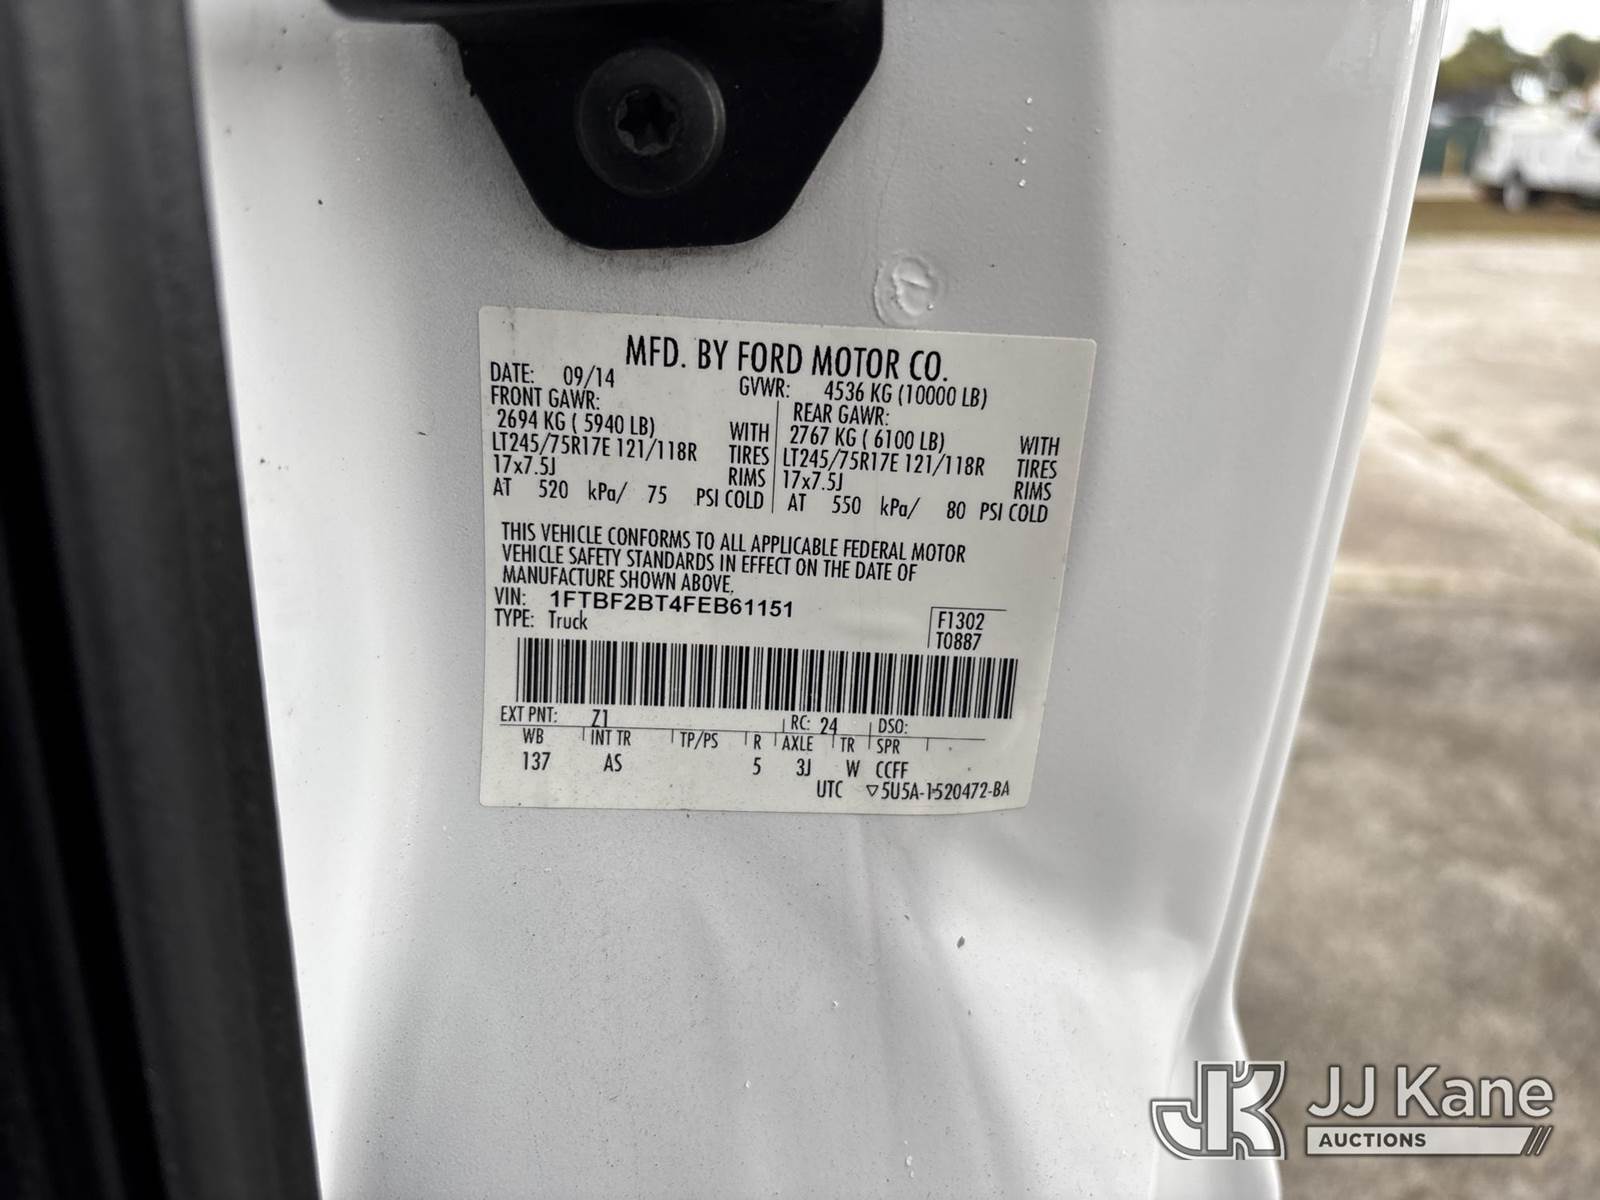 MFD. BY FORD MOTOR CO.
DATE: 09/14 GVWR: 4536 KG (10000 LB)
FRONT GAWR: REAR GAWR:
2694 KG ( 5940 LB) WITH 2767 KG ( 6100 LB) WITH
LT245/75R17E 121/118R TIRES LT245/75R17E 121/118R TIRES
17x7.5J RIMS 17x7.5J RIMS
AT 520 kPa/ 75 PSI COLD AT 550 kPa/ 80 PSI COLD
THIS VEHICLE CONFORMS TO ALL APPLICABLE FEDERAL MOTOR
VEHICLE SAFETY STANDARDS IN EFFECT ON THE DATE OF
MANUFACTURE SHOWN ABOVE.
VIN: 1FTBF2BT4FEB61151
TYPE: Truck
F1302
T0887
EXT PNT: Z1 RC: 24 DSO:
WB INT TR TP/PS R AXLE TR SPR
137 AS 5 3J W CCFF
UTC ▽5U5A-1520472-BA
JK JJ Kane
AUCTIONS